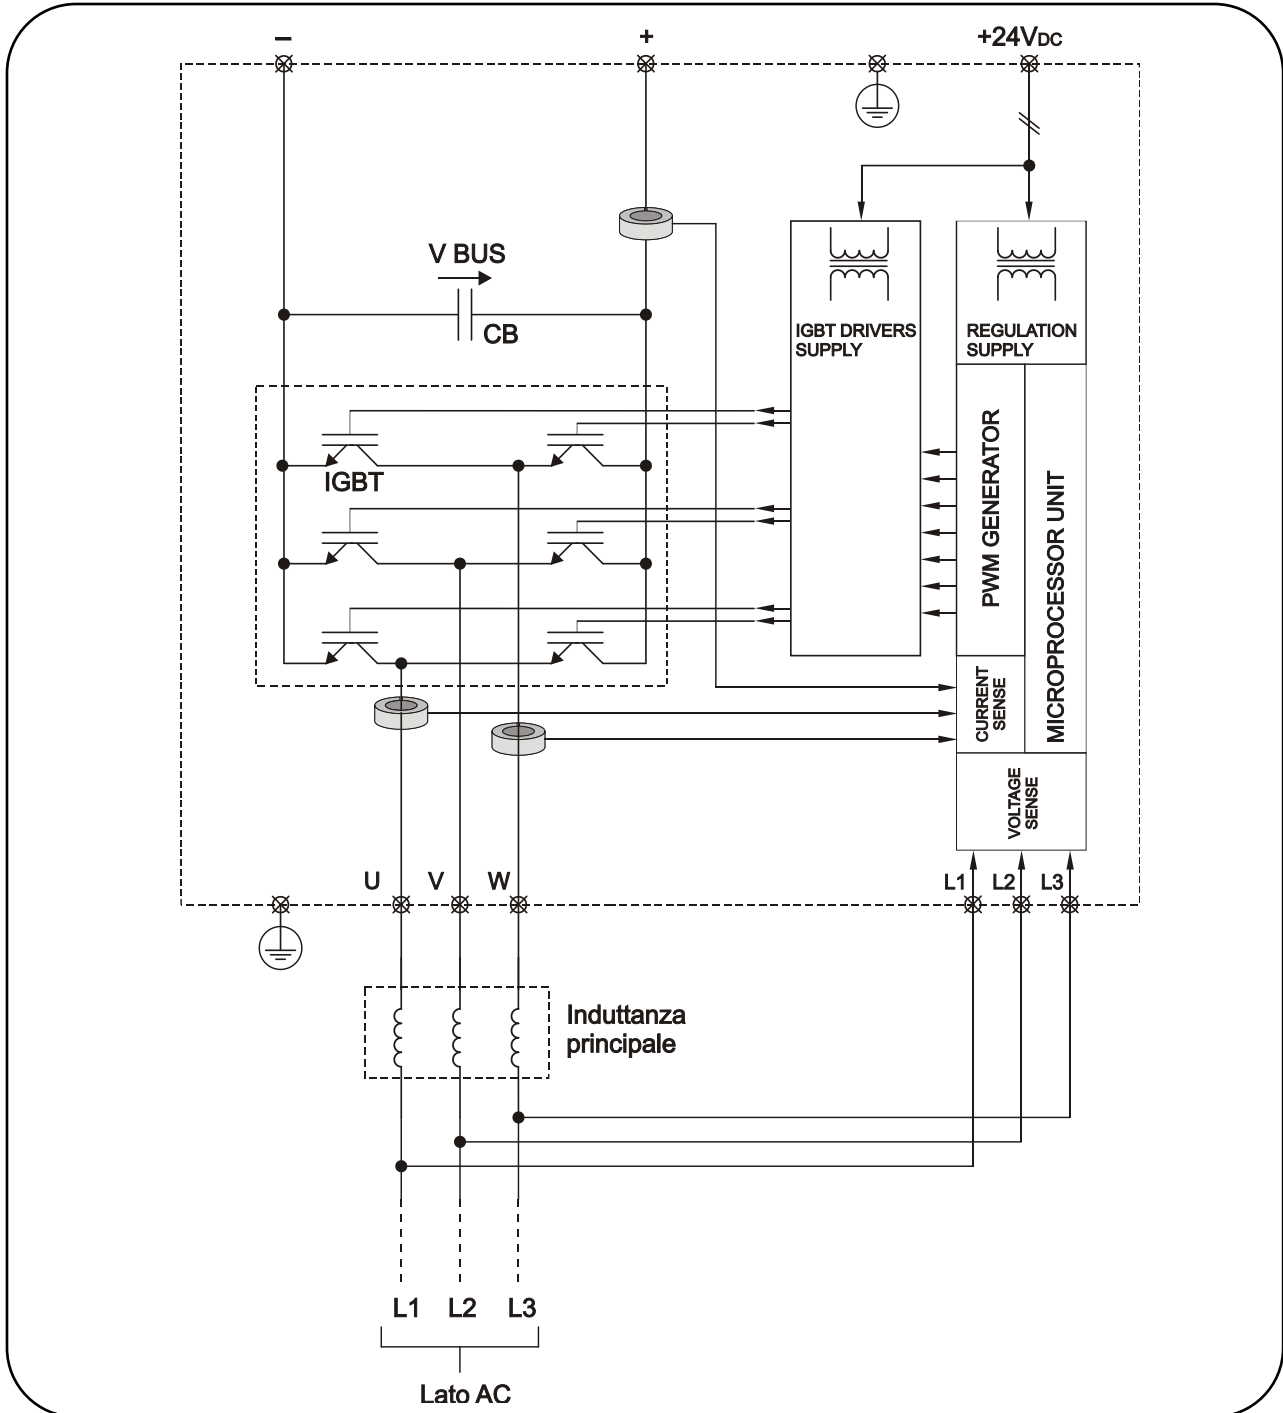 –
+
+24VDC
V BUS
CB
IGBT DRIVERS
SUPPLY
REGULATION
SUPPLY
IGBT
PWM GENERATOR
MICROPROCESSOR UNIT
CURRENT
SENSE
VOLTAGE
SENSE
U
V
W
L1
L2
L3
Induttanza
principale
L1
L2
L3
Lato AC